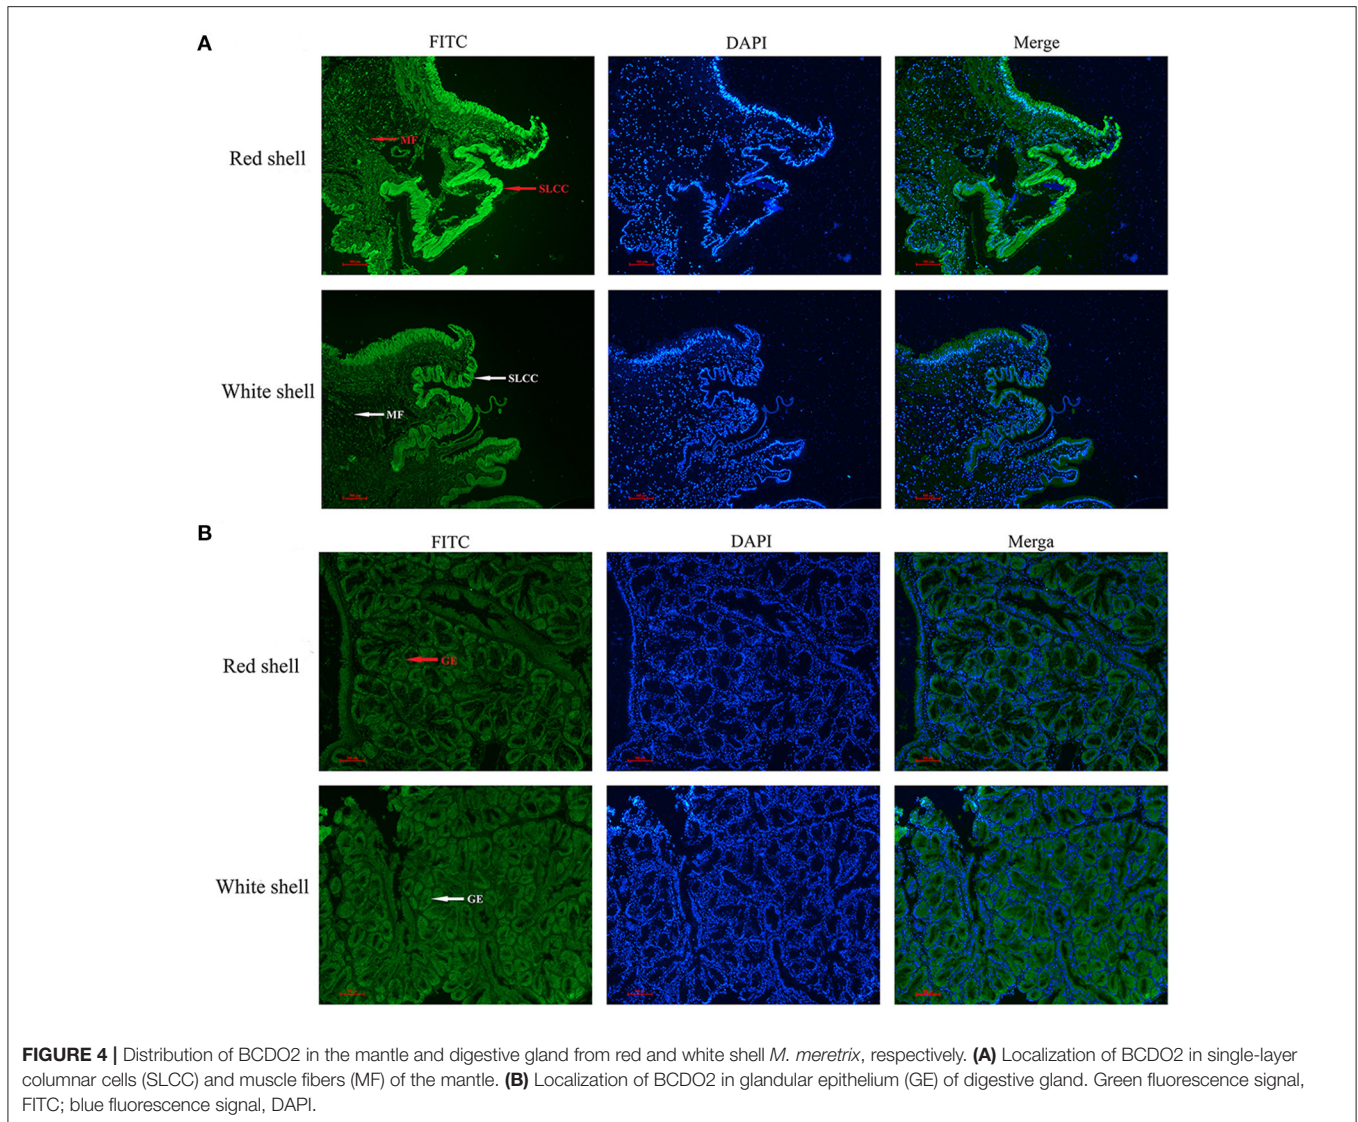 A
FITC DAPI Merge
Red shell
MF
SLCC
White shell
SLCC
MF
B
FITC DAPI Merga
Red shell
GE
White shell
GE
FIGURE 4 | Distribution of BCDO2 in the mantle and digestive gland from red and white shell M. meretrix, respectively. (A) Localization of BCDO2 in single-layer
columnar cells (SLCC) and muscle fibers (MF) of the mantle. (B) Localization of BCDO2 in glandular epithelium (GE) of digestive gland. Green fluorescence signal,
FITC; blue fluorescence signal, DAPI.